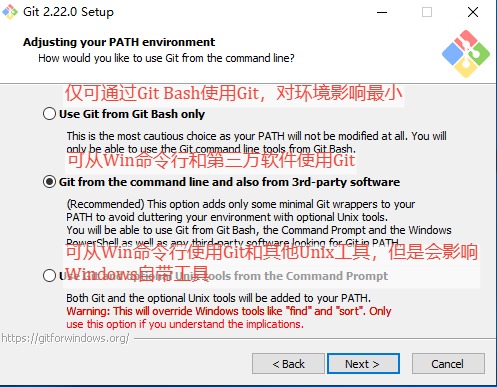 Git 2.22.0 Setup
Adjusting your PATH environment
How would you like to use Git from the command line?
仅可通过Git Bash使用Git，对环境影响最小
Use Git from Git Bash only
This is the most cautious choice as your PATH will not be modified at all. You will
only be able to use the Git command line tools from Git Bash.
可从Win命令行和第三方软件使用Git
Git from the command line and also from 3rd-party software
(Recommended) This option adds only some minimal Git wrappers to your
PATH to avoid cluttering your environment with optional Unix tools.
You will be able to use Git from Git Bash, the Command Prompt and the Windows
PowerShell as well as any third-party software looking for Git in PATH.
可从Win命令行使用Git和其他Unix工具，但是会影响
Windows自带工具
Use Git and optional Unix tools from the Command Prompt
Both Git and the optional Unix tools will be added to your PATH.
Warning: This will override Windows tools like "find" and "sort". Only
use this option if you understand the implications.
https://gitforwindows.org/
< Back
Next >
Cancel